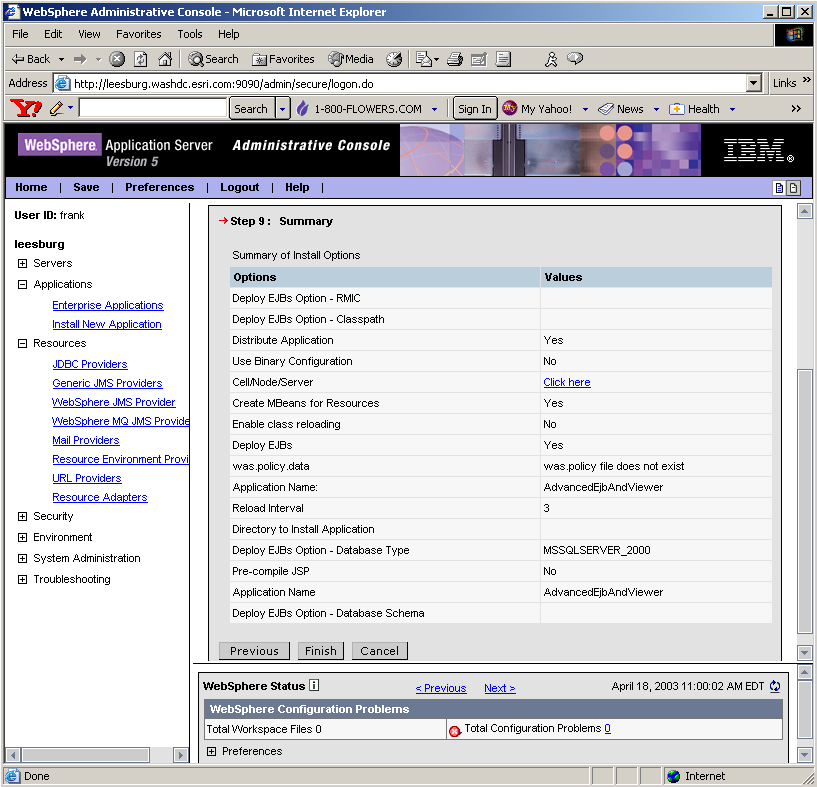 WebSphere Administrative Console - Microsoft Internet Explorer
File Edit View Favorites Tools Help
Back Search Favorites Media
Address http://leesburg.washdc.esri.com:9090/admin/secure/logon.do Links »
Y! Search 1-800-FLOWERS.COM Sign In My Yahoo! News Health »
WebSphere Application Server Administrative Console IBM®
Version 5
Home | Save | Preferences | Logout | Help |
User ID: frank
leesburg
Servers
Applications
Enterprise Applications
Install New Application
Resources
JDBC Providers
Generic JMS Providers
WebSphere JMS Provider
WebSphere MQ JMS Provide
Mail Providers
Resource Environment Provi
URL Providers
Resource Adapters
Security
Environment
System Administration
Troubleshooting
Step 9 : Summary
Summary of Install Options
Options Values
Deploy EJBs Option - RMIC
Deploy EJBs Option - Classpath
Distribute Application Yes
Use Binary Configuration No
Cell/Node/Server Click here
Create MBeans for Resources Yes
Enable class reloading No
Deploy EJBs Yes
was.policy.data was.policy file does not exist
Application Name: AdvancedEjbAndViewer
Reload Interval 3
Directory to Install Application
Deploy EJBs Option - Database Type MSSQLSERVER_2000
Pre-compile JSP No
Application Name AdvancedEjbAndViewer
Deploy EJBs Option - Database Schema
Previous Finish Cancel
WebSphere Status i < Previous Next > April 18, 2003 11:00:02 AM EDT
WebSphere Configuration Problems
Total Workspace Files 0 Total Configuration Problems 0
Preferences
Done Internet